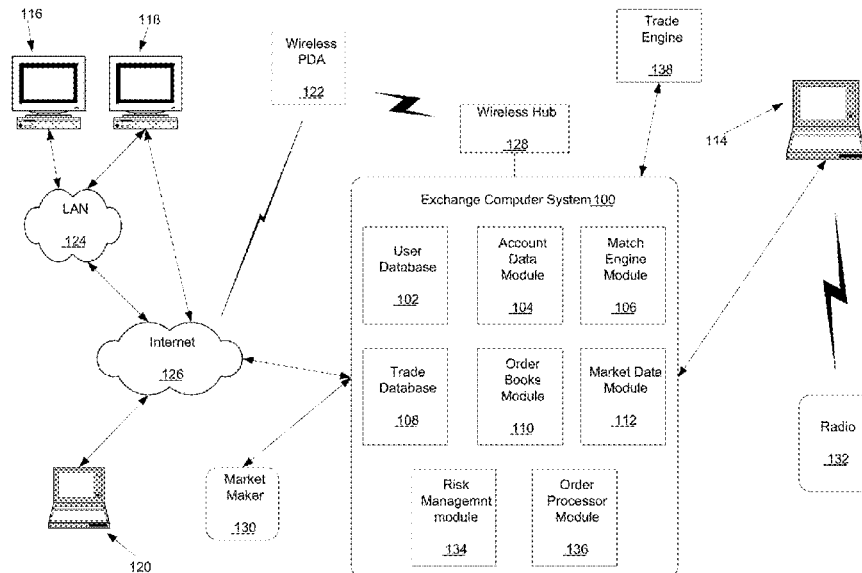 116
118
Wireless
PDA
122
Trade
Engine
138
Wireless Hub
128
114
LAN
124
Exchange Computer System 100
User
Database
102
Account
Data
Module
104
Match
Engine
Module
106
Internet
126
Trade
Database
108
Order
Books
Module
110
Market Data
Module
112
Radio
132
Market
Maker
130
Risk
Managemnt
module
134
Order
Processor
Module
136
120